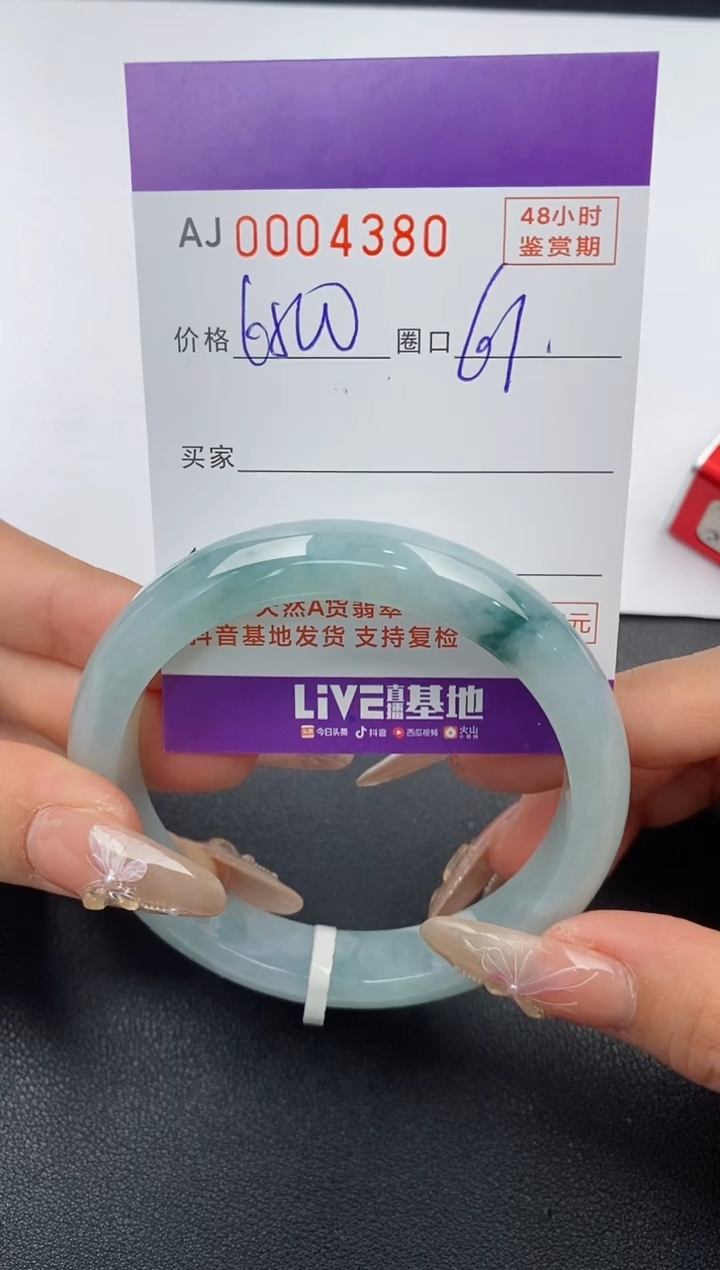 AJ 0004380
48小时
鉴赏期
价格 6800 圈口 61.
买家
天然A货翡翠
抖音基地发货 支持复检
元
LiVE直播基地
今日头条 抖音 西瓜视频 火山